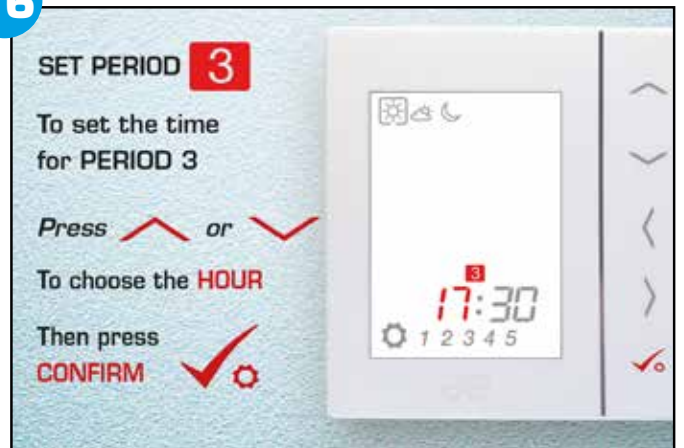 6
SET PERIOD 3
To set the time
for PERIOD 3
Press or
To choose the HOUR
Then press
CONFIRM
3
17:30
1 2 3 4 5